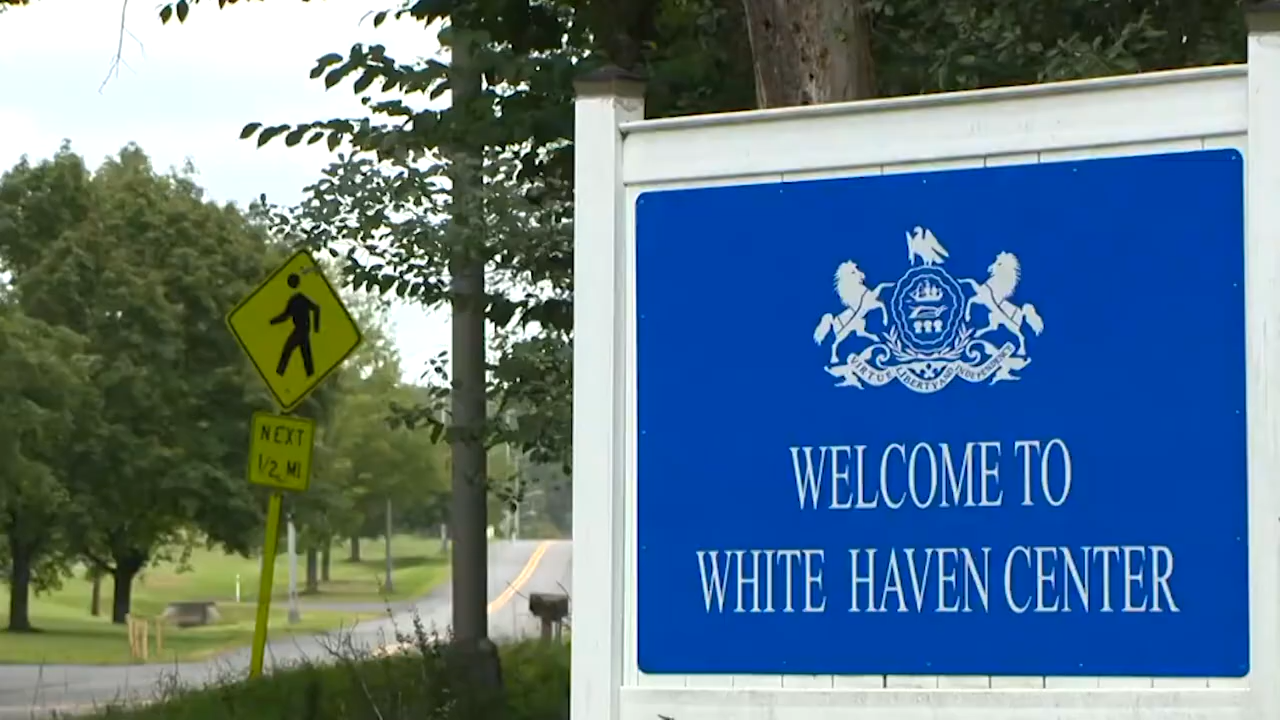 NEXT
1/2 MI
VIRTUE LIBERTY AND INDEPENDENCE
WELCOME TO
WHITE HAVEN CENTER